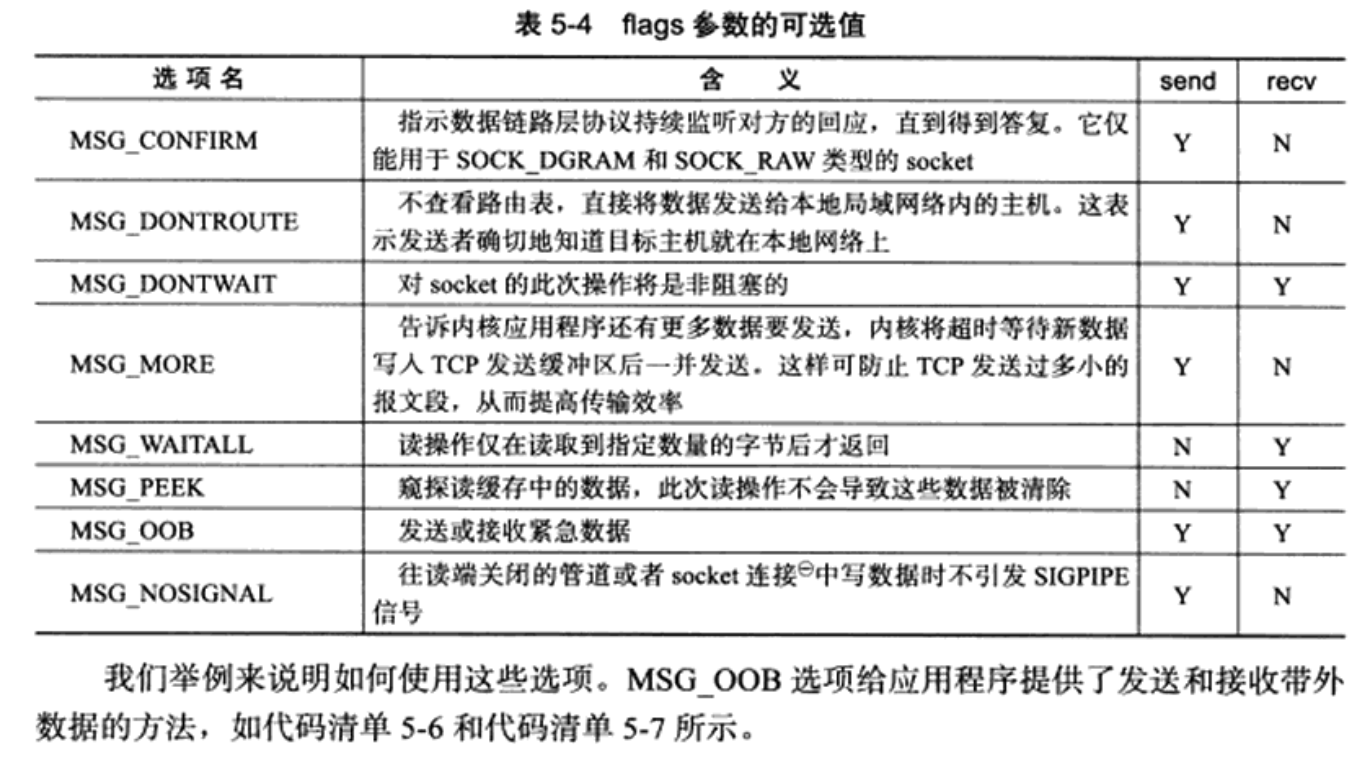 表 5-4 flags 参数的可选值
选 项 名 含 义 send recv
MSG_CONFIRM
指示数据链路层协议持续监听对方的回应，直到得到答复。它仅
能用于 SOCK_DGRAM 和 SOCK_RAW 类型的 socket
Y N
MSG_DONTROUTE
不查看路由表，直接将数据发送给本地局域网络内的主机。这表
示发送者确切地知道目标主机就在本地网络上
Y N
MSG_DONTWAIT 对 socket 的此次操作将是非阻塞的 Y Y
MSG_MORE
告诉内核应用程序还有更多数据要发送，内核将超时等待新数据
写入 TCP 发送缓冲区后一并发送。这样可防止 TCP 发送过多小的
报文段，从而提高传输效率
Y N
MSG_WAITALL 读操作仅在读取到指定数量的字节后才返回 N Y
MSG_PEEK 窥探读缓存中的数据，此次读操作不会导致这些数据被清除 N Y
MSG_OOB 发送或接收紧急数据 Y Y
MSG_NOSIGNAL
往读端关闭的管道或者 socket 连接㊀中写数据时不引发 SIGPIPE
信号
Y N
我们举例来说明如何使用这些选项。MSG_OOB 选项给应用程序提供了发送和接收带外
数据的方法，如代码清单 5-6 和代码清单 5-7 所示。